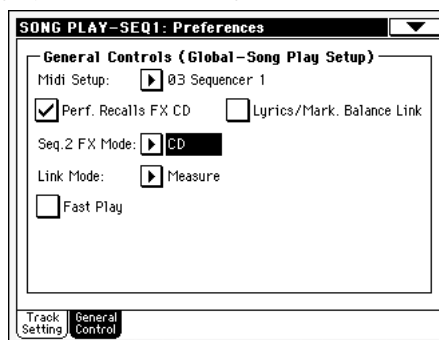 SONG PLAY-SEQ1: Preferences
General Controls (Global-Song Play Setup)
Midi Setup: 03 Sequencer 1
Perf. Recalls FX CD Lyrics/Mark. Balance Link
Seq.2 FX Mode: CD
Link Mode: Measure
Fast Play
Track Setting General Control